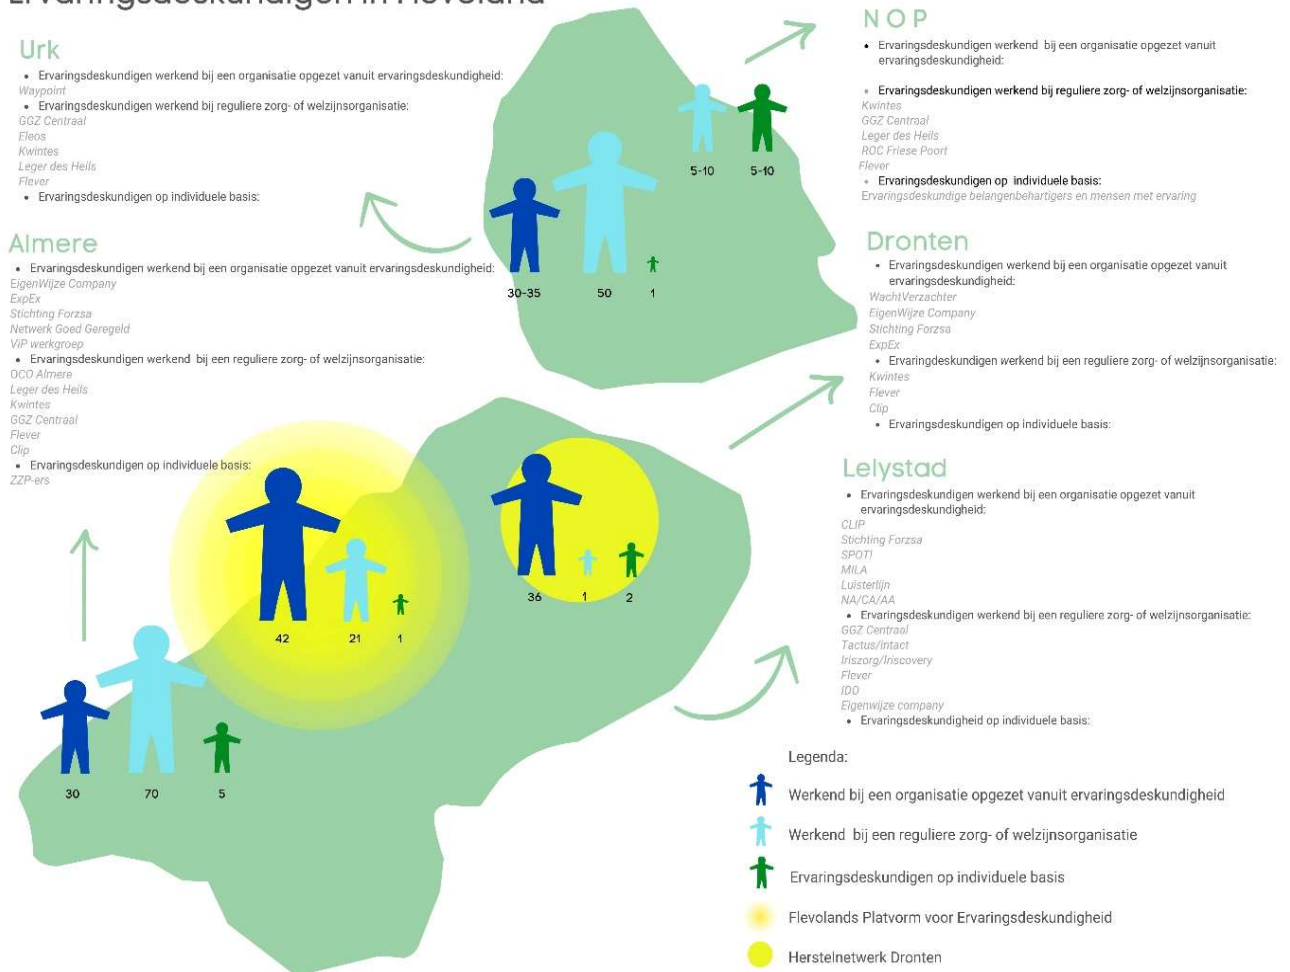 Ervaringsdeskundigen in Flevoland
Urk
• Ervaringsdeskundigen werkend bij een organisatie opgezet vanuit ervaringsdeskundigheid:
Waypoint
• Ervaringsdeskundigen werkend bij reguliere zorg- of welzijnsorganisatie:
GGZ Centraal
Eleos
Kwintes
Leger des Heils
Flever
• Ervaringsdeskundigen op individuele basis:
Almere
• Ervaringsdeskundigen werkend bij een organisatie opgezet vanuit ervaringsdeskundigheid:
EigenWijze Company
ExpEx
Stichting Forzsa
Netwerk Goed Geregeld
ViP werkgroep
• Ervaringsdeskundigen werkend bij een reguliere zorg- of welzijnsorganisatie:
OCO Almere
Leger des Heils
Kwintes
GGZ Centraal
Flever
Clip
• Ervaringsdeskundigen op individuele basis:
ZZP-ers
5-10
5-10
30-35
50
1
42
21
1
36
1
2
30
70
5
NOP
• Ervaringsdeskundigen werkend bij een organisatie opgezet vanuit
ervaringsdeskundigheid:
• Ervaringsdeskundigen werkend bij reguliere zorg- of welzijnsorganisatie:
Kwintes
GGZ Centraal
Leger des Heils
ROC Friese Poort
Flever
• Ervaringsdeskundigen op individuele basis:
Ervaringsdeskundige belangenbehartigers en mensen met ervaring
Dronten
• Ervaringsdeskundigen werkend bij een organisatie opgezet vanuit
ervaringsdeskundigheid:
WachtVerzachter
EigenWijze Company
Stichting Forzsa
ExpEx
• Ervaringdeskundigen werkend bij een reguliere zorg- of welzijnsorganisatie:
Kwintes
Flever
Clip
• Ervaringsdeskundigen op individuele basis:
Lelystad
• Ervaringsdeskundigen werkend bij een organisatie opgezet vanuit
ervaringsdeskundigheid:
CLIP
Stichting Forzsa
SPOT!
MILA
Luisterlijn
NA/CA/AA
• Ervaringsdeskundigen werkend bij een reguliere zorg- of welzijnsorganisatie:
GGZ Centraal
Tactus/intact
Iriszorg/Iriscovery
Flever
IDO
Eigenwijze company
• Ervaringsdeskundigheid op individuele basis:
Legenda:
Werkend bij een organisatie opgezet vanuit ervaringsdeskundigheid
Werkend bij een reguliere zorg- of welzijnsorganisatie
Ervaringsdeskundigen op individuele basis
Flevolands Platvorm voor Ervaringsdeskundigheid
Herstelnetwerk Dronten